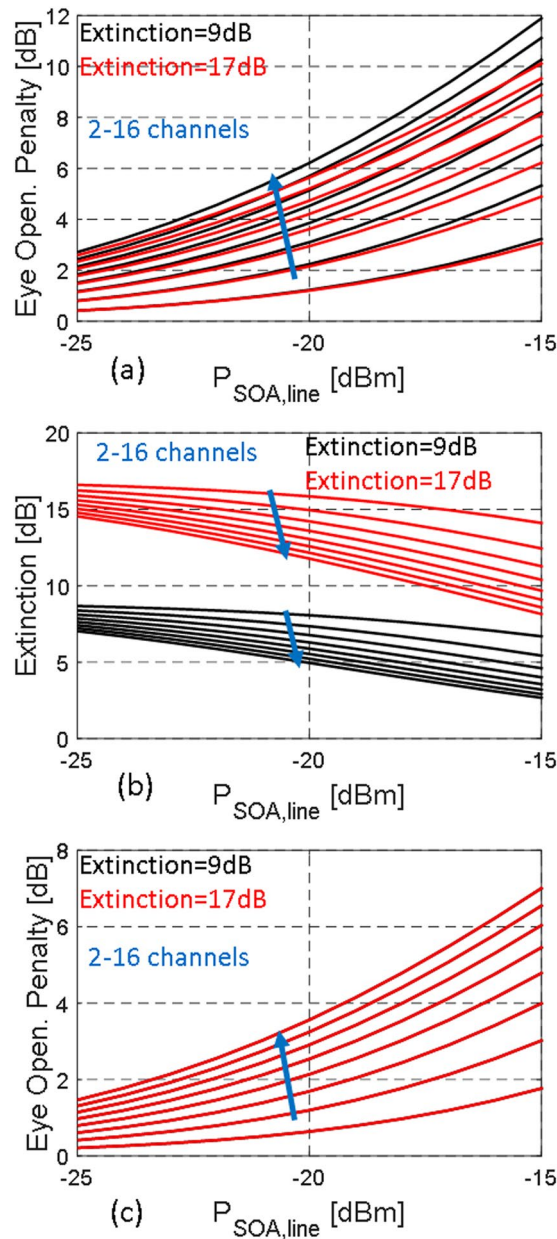 12
10
8
6
4
2
0
Eye Open. Penalty [dB]
Extinction=9dB
Extinction=17dB
2-16 channels
-25
-20
-15
(a)
P_SOA,line [dBm]
20
15
10
5
0
Extinction [dB]
2-16 channels
Extinction=9dB
Extinction=17dB
-25
-20
-15
(b)
P_SOA,line [dBm]
8
6
4
2
0
Eye Open. Penalty [dB]
Extinction=9dB
Extinction=17dB
2-16 channels
-25
-20
-15
(c)
P_SOA,line [dBm]